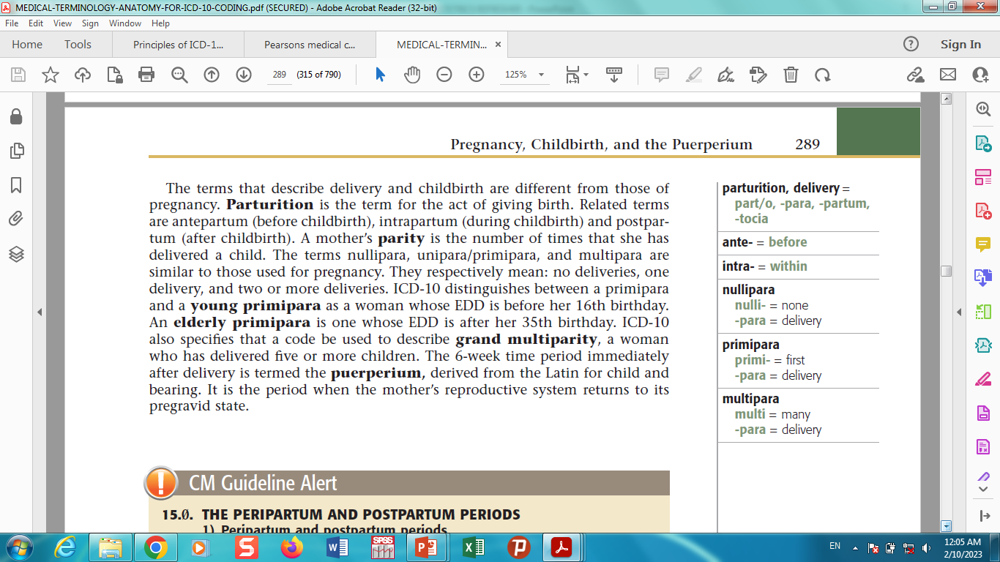 MEDICAL-TERMINOLOGY-ANATOMY-FOR-ICD-10-CODING.pdf (SECURED) - Adobe Acrobat Reader (32-bit)
File Edit View Sign Window Help
Home Tools Principles of ICD-1... Pearsons medical c... MEDICAL-TERMIN... × ? Sign In
289 (315 of 790) 125%
Pregnancy, Childbirth, and the Puerperium 289
The terms that describe delivery and childbirth are different from those of
pregnancy. Parturition is the term for the act of giving birth. Related terms
are antepartum (before childbirth), intrapartum (during childbirth) and postpar-
tum (after childbirth). A mother's parity is the number of times that she has
delivered a child. The terms nullipara, unipara/primipara, and multipara are
similar to those used for pregnancy. They respectively mean: no deliveries, one
delivery, and two or more deliveries. ICD-10 distinguishes between a primipara
and a young primipara as a woman whose EDD is before her 16th birthday.
An elderly primipara is one whose EDD is after her 35th birthday. ICD-10
also specifies that a code be used to describe grand multiparity, a woman
who has delivered five or more children. The 6-week time period immediately
after delivery is termed the puerperium, derived from the Latin for child and
bearing. It is the period when the mother's reproductive system returns to its
pregravid state.
parturition, delivery =
part/o, -para, -partum,
-tocia
ante- = before
intra- = within
nullipara
nulli- = none
-para = delivery
primipara
primi- = first
-para = delivery
multipara
multi = many
-para = delivery
! CM Guideline Alert
15.0. THE PERIPARTUM AND POSTPARTUM PERIODS
1) Peripartum and postpartum periods
EN 12:05 AM
2/10/2023